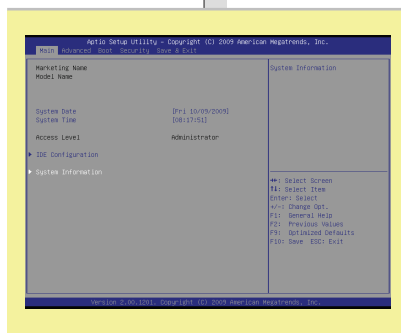 Aptio Setup Utility - Copyright (C) 2009 American Megatrends, Inc.
Main Advanced Boot Security Save & Exit
Marketing Name
Model Name
System Date [Fri 10/09/2009]
System Time [08:17:51]
Access Level Administrator
IDE Configuration
System Information
System Information
→←: Select Screen
↑↓: Select Item
Enter: Select
+/-: Change Opt.
F1: General Help
F2: Previous Values
F9: Optimized Defaults
F10: Save ESC: Exit
Version 2.00.1201. Copyright (C) 2009 American Megatrends, Inc.